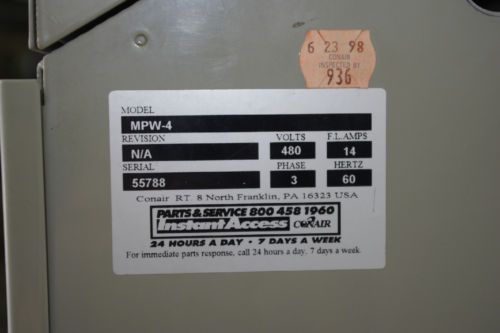 6 23 98
CONAIR
INSPECTED BY
936
MODEL
MPW-4
REVISION VOLTS F.L.AMPS
N/A 480 14
SERIAL PHASE HERTZ
55788 3 60
Conair RT. 8 North Franklin, PA 16323 USA
PARTS & SERVICE 800 458 1960
Instant Access CONAIR
24 HOURS A DAY • 7 DAYS A WEEK
For immediate parts response, call 24 hours a day, 7 days a week.